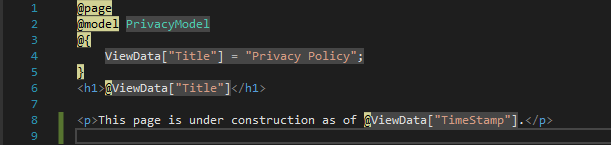 1 @page
2 @model PrivacyModel
3 @{
4 ViewData["Title"] = "Privacy Policy";
5 }
6 <h1>@ViewData["Title"]</h1>
7
8 <p>This page is under construction as of @ViewData["TimeStamp"].</p>
9